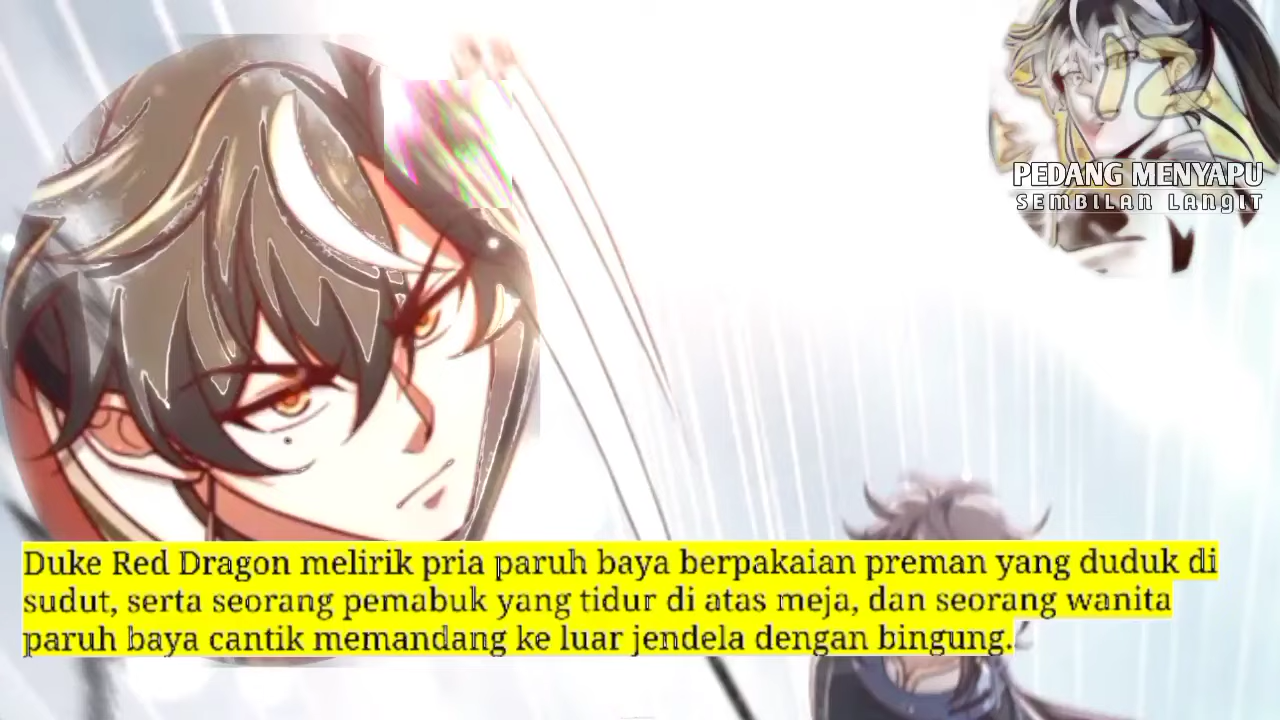 12
PEDANG MENYAPU
SEMBILAN LANGIT
Duke Red Dragon melirik pria paruh baya berpakaian preman yang duduk di
sudut, serta seorang pemabuk yang tidur di atas meja, dan seorang wanita
paruh baya cantik memandang ke luar jendela dengan bingung.